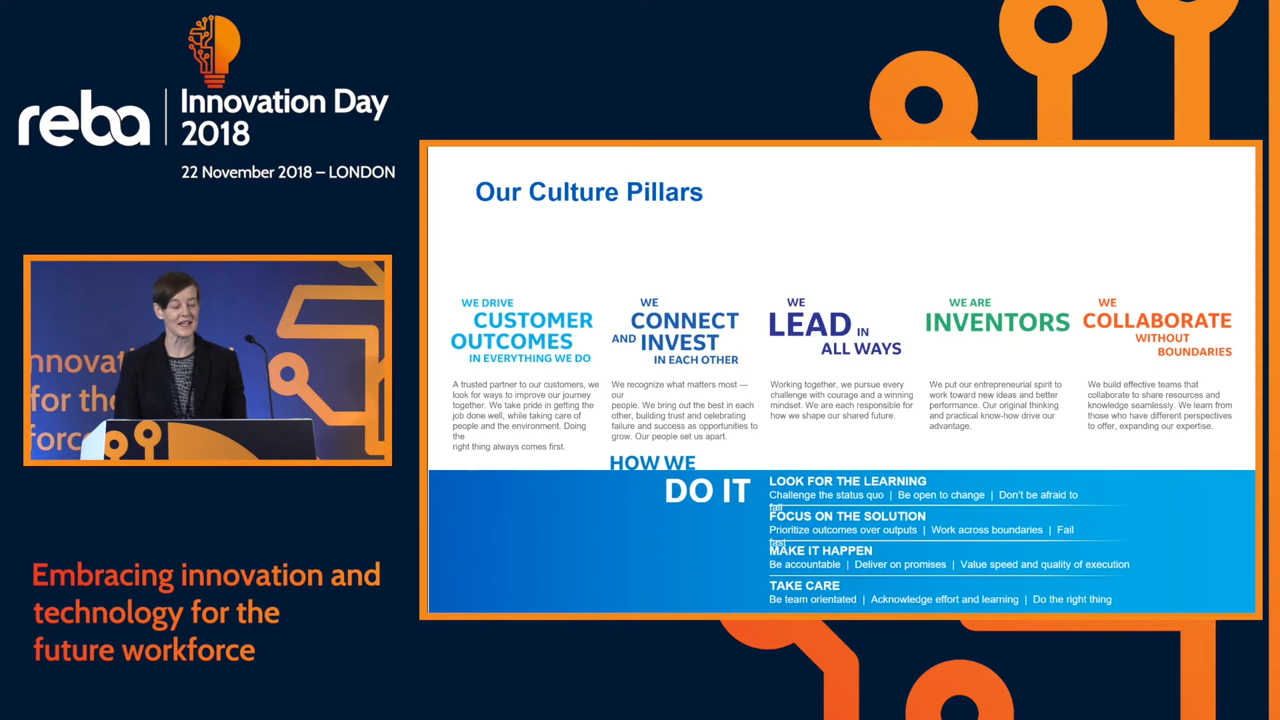 reba
Innovation Day
2018
22 November 2018 – LONDON
Our Culture Pillars
WE DRIVE
CUSTOMER
OUTCOMES
IN EVERYTHING WE DO
A trusted partner to our customers, we
look for ways to improve our journey
together. We take pride in getting the
job done well, while taking care of
people and the environment. Doing
the
right thing always comes first.
WE
CONNECT
AND INVEST
IN EACH OTHER
We recognize what matters most —
our
people. We bring out the best in each
other, building trust and celebrating
failure and success as opportunities to
grow. Our people set us apart.
WE
LEAD IN
ALL WAYS
Working together, we pursue every
challenge with courage and a winning
mindset. We are each responsible for
how we shape our shared future.
WE ARE
INVENTORS
We put our entrepreneurial spirit to
work toward new ideas and better
performance. Our original thinking
and practical know-how drive our
advantage.
WE
COLLABORATE
WITHOUT
BOUNDARIES
We build effective teams that
collaborate to share resources and
knowledge seamlessly. We learn from
those who have different perspectives
to offer, expanding our expertise.
HOW WE
DO IT
LOOK FOR THE LEARNING
Challenge the status quo | Be open to change | Don't be afraid to
fail
FOCUS ON THE SOLUTION
Prioritize outcomes over outputs | Work across boundaries | Fail
fast
MAKE IT HAPPEN
Be accountable | Deliver on promises | Value speed and quality of execution
TAKE CARE
Be team orientated | Acknowledge effort and learning | Do the right thing
nnovat
for the
forc
Embracing innovation and
technology for the
future workforce